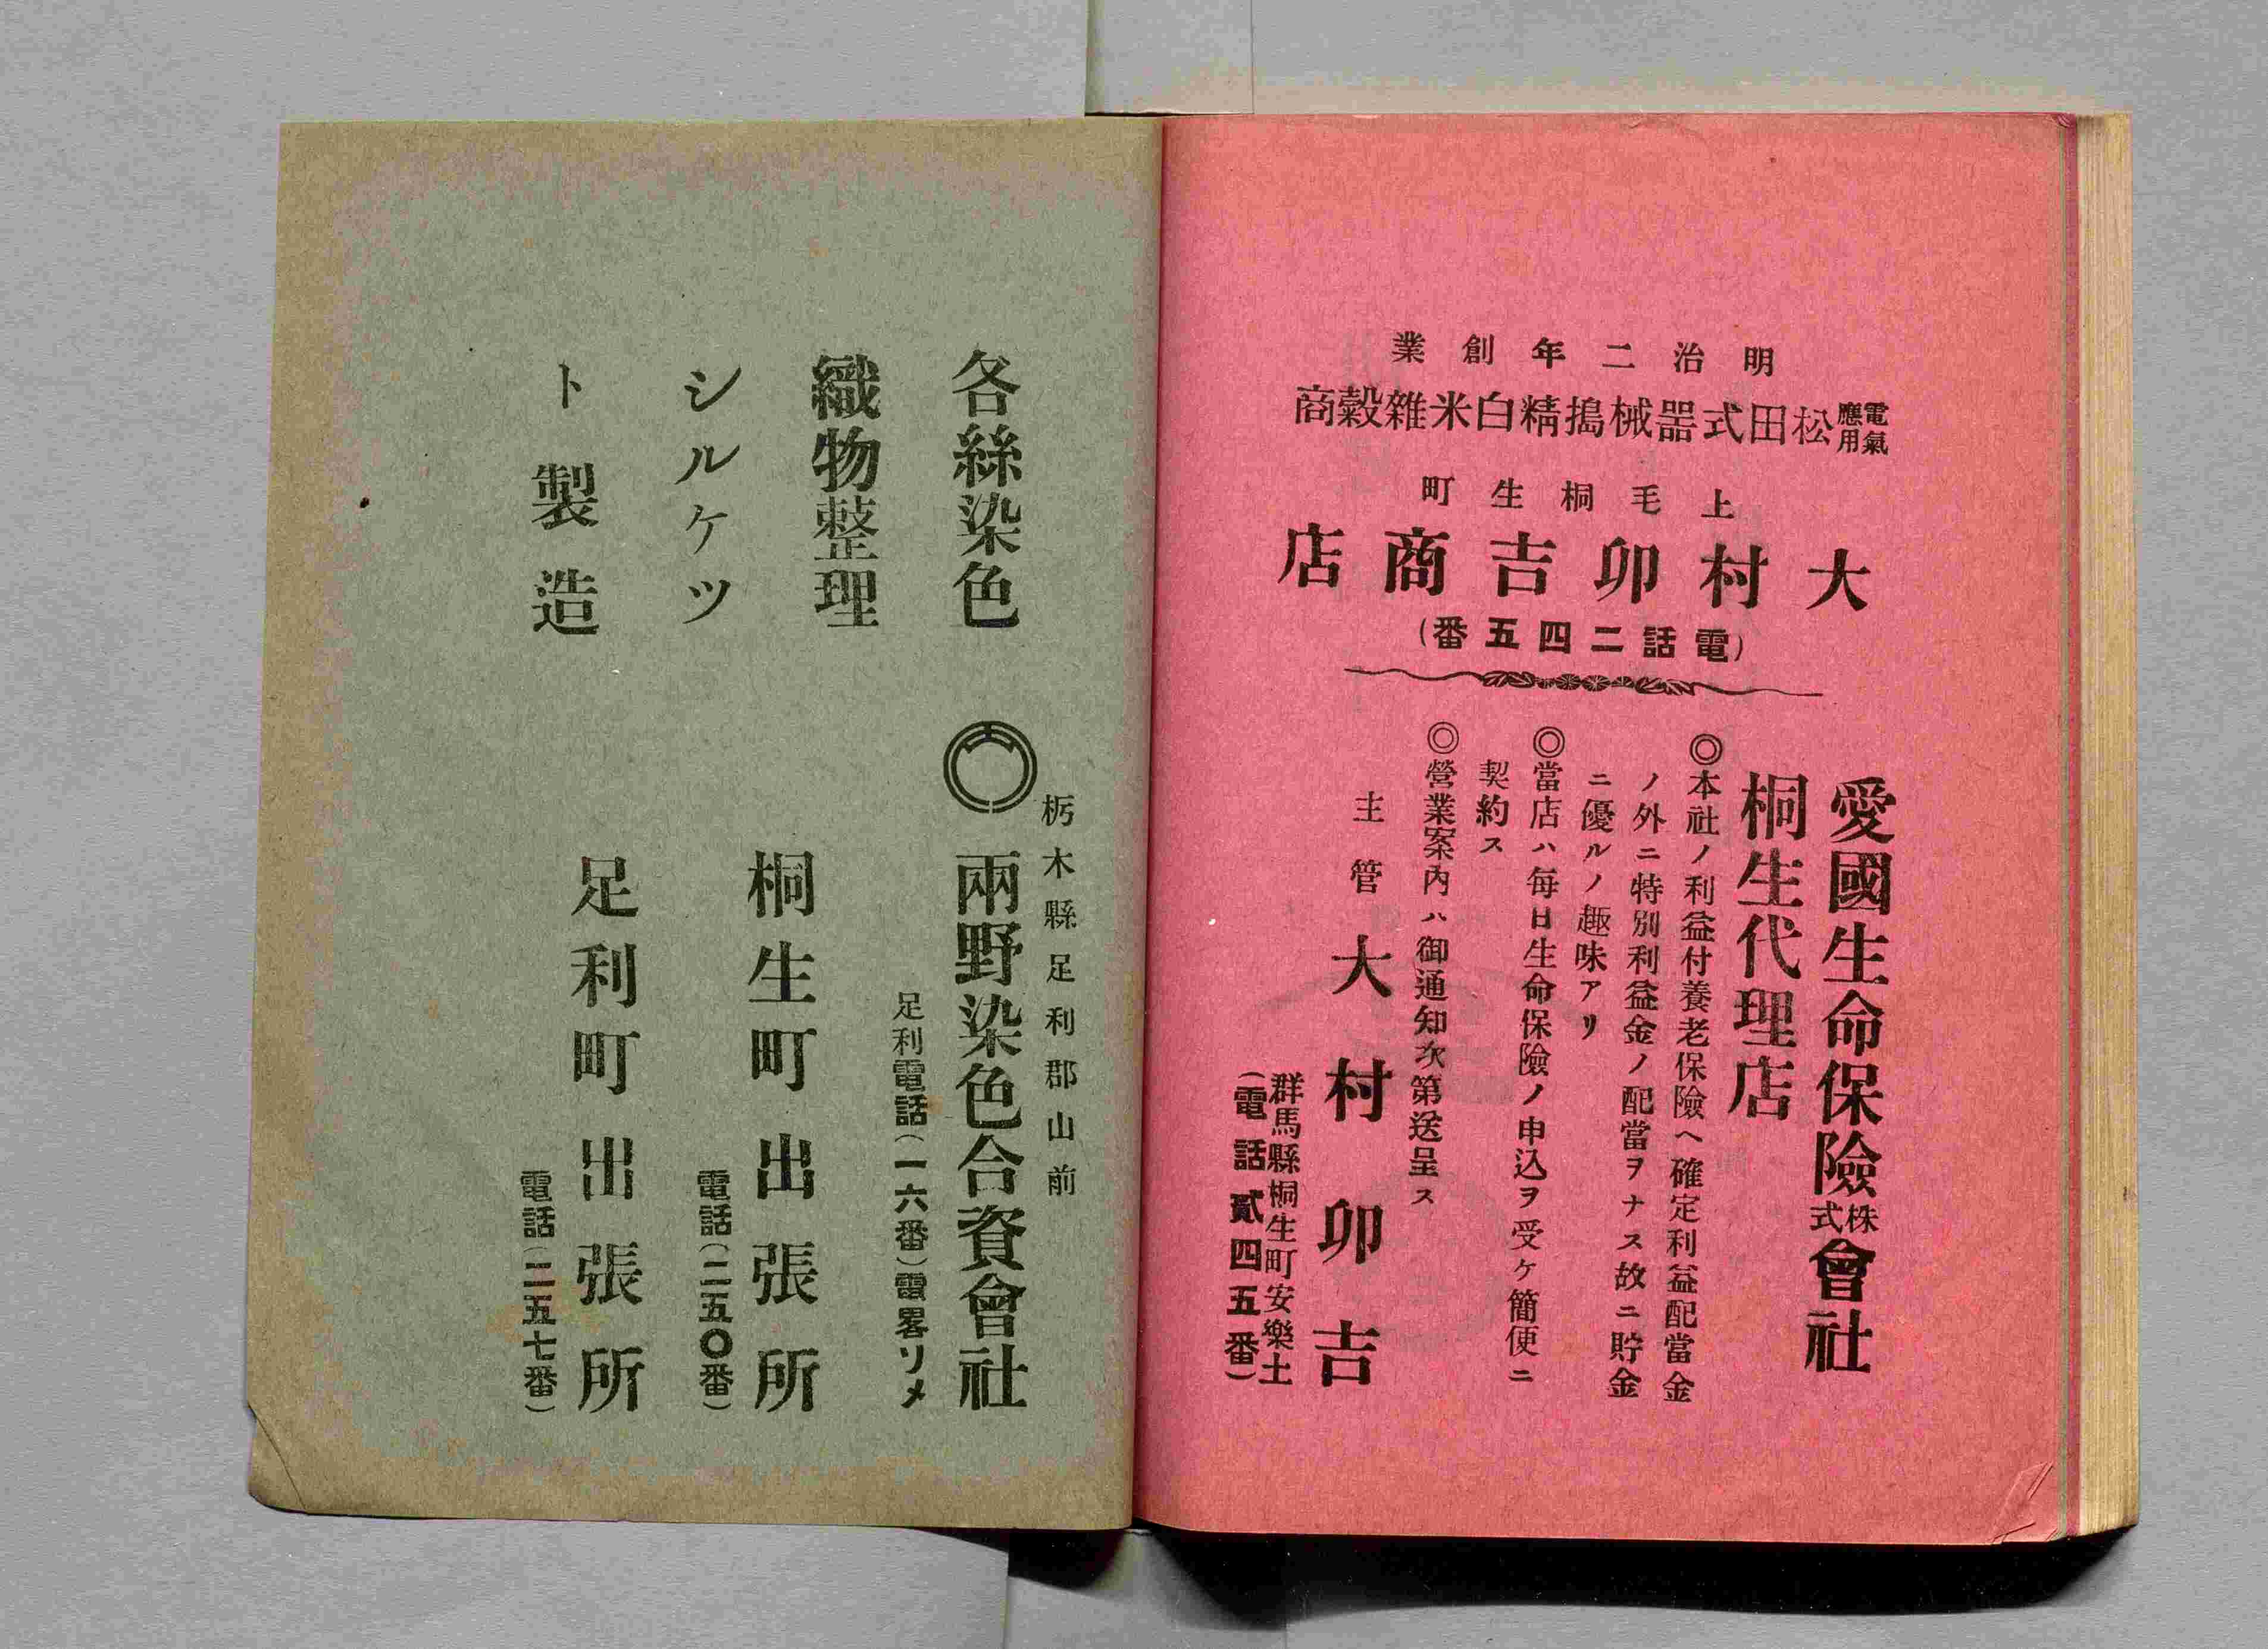 明治二年創業
電氣應用松田式器械搗精白米雜穀商
上毛桐生町
大村卯吉商店
(電話二四五番)
愛國生命保險株式會社
桐生代理店
◎本社ノ利益付養老保險ヘ確定利益配當金
ノ外ニ特別利益金ノ配當ヲナス故ニ貯金
ニ優ルノ趣味アリ
◎當店ハ每日生命保險ノ申込ヲ受ケ簡便ニ
契約ス
◎營業案內ハ御通知次第送呈ス
主管 大村卯吉
群馬縣桐生町安樂土
(電話貳四五番)
各絲染色
織物整理
シルケツ
ト製造
栃木縣足利郡山前
兩野染色合資會社
足利電話(一六番)電畧リメ
桐生町出張所
電話(二五〇番)
足利町出張所
電話(二五七番)